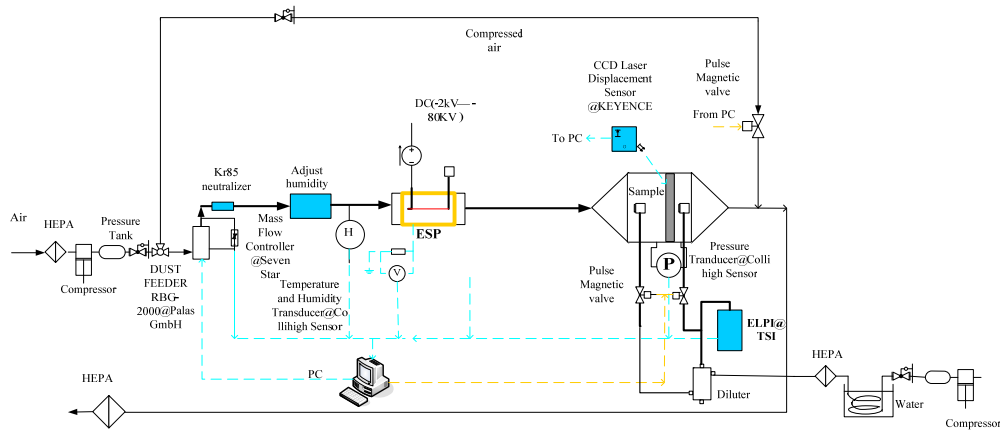 Compressed
air
Pulse
Magnetic
valve
From PC
CCD Laser
Displacement
Sensor
@KEYENCE
To PC
DC(-2kV—-
80KV)
Kr85
neutralizer
Adjust
humidity
Sample
Air
HEPA
Pressure
Tank
Compressor
DUST
FEEDER
RBG-
2000@Palas
GmbH
Mass
Flow
Controller
@Seven
Star
H
ESP
V
Temperature
and Humidity
Transducer@Co
llihigh Sensor
P
Pressure
Tranducer@Colli
high Sensor
Pulse
Magnetic
valve
ELPI@
TSI
PC
HEPA
Diluter
HEPA
Water
Compressor